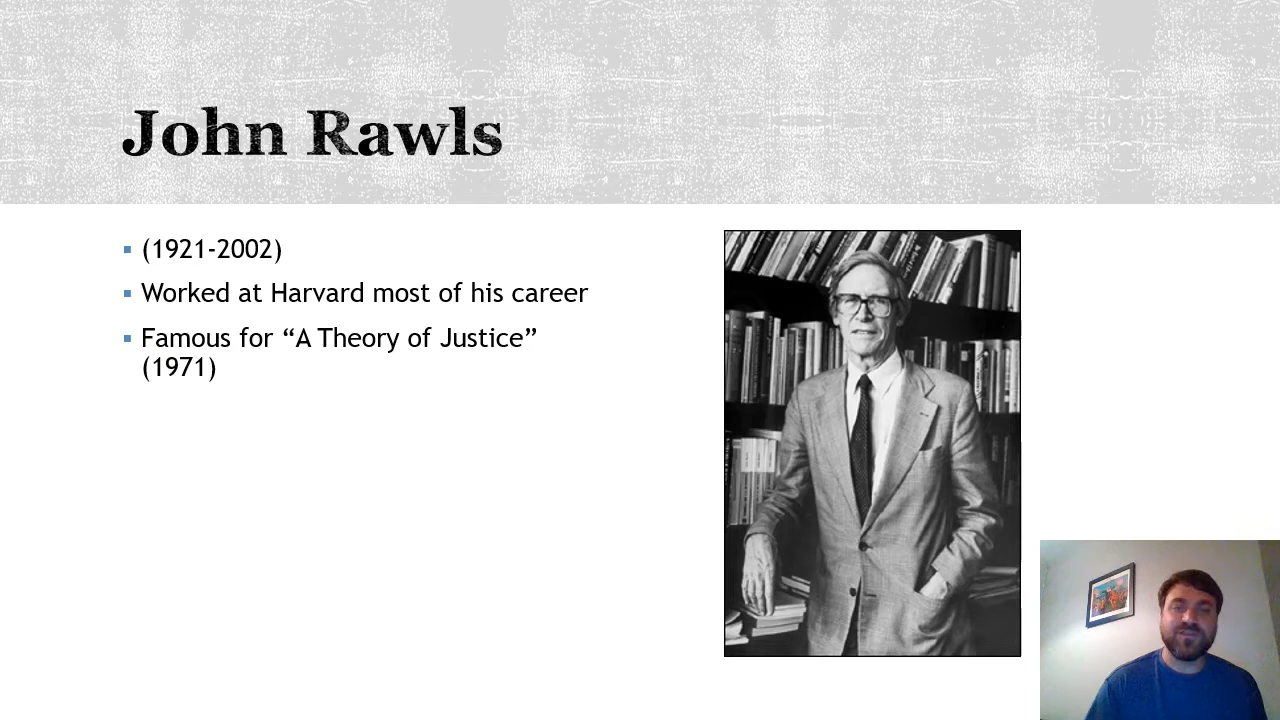 John Rawls
(1921-2002)
Worked at Harvard most of his career
Famous for “A Theory of Justice”
(1971)